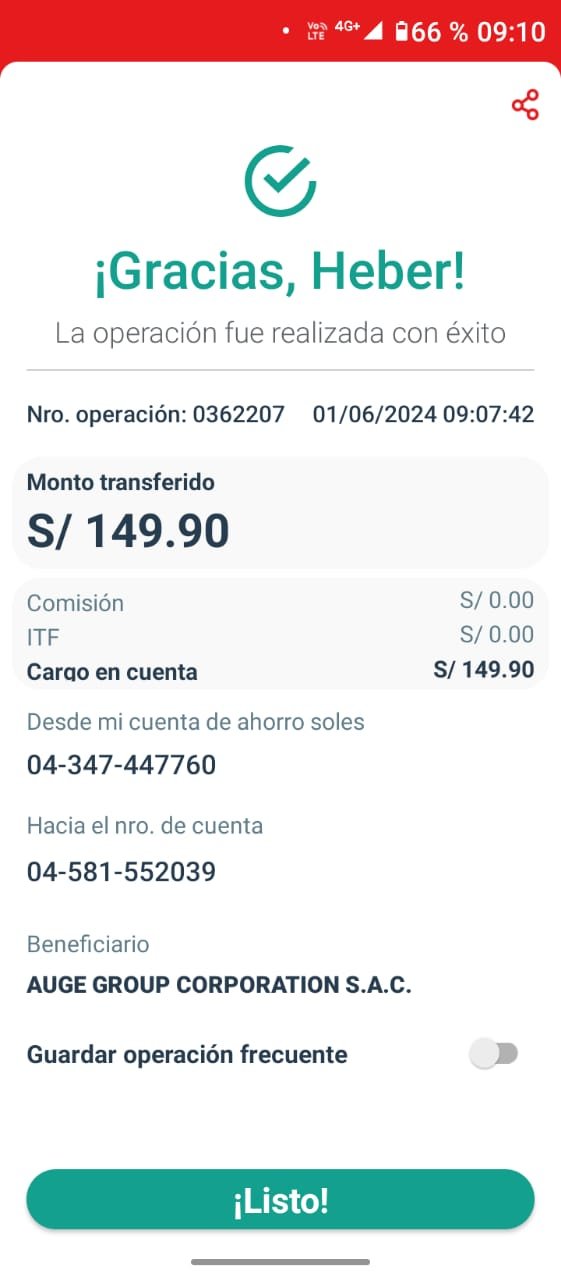 Vo)) LTE 4G+ 66 % 09:10
¡Gracias, Heber!
La operación fue realizada con éxito
Nro. operación: 0362207 01/06/2024 09:07:42
Monto transferido
S/ 149.90
Comisión S/ 0.00
ITF S/ 0.00
Cargo en cuenta S/ 149.90
Desde mi cuenta de ahorro soles
04-347-447760
Hacia el nro. de cuenta
04-581-552039
Beneficiario
AUGE GROUP CORPORATION S.A.C.
Guardar operación frecuente
¡Listo!